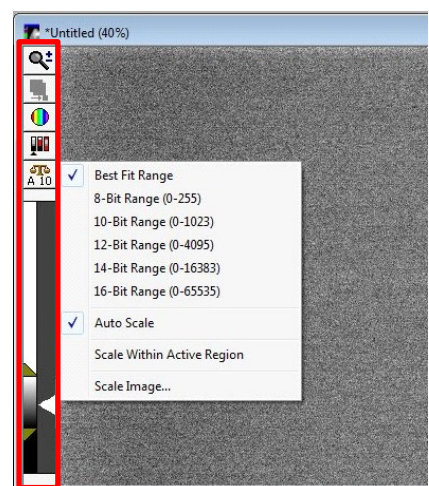 *Untitled (40%)
A 10
Best Fit Range
8-Bit Range (0-255)
10-Bit Range (0-1023)
12-Bit Range (0-4095)
14-Bit Range (0-16383)
16-Bit Range (0-65535)
Auto Scale
Scale Within Active Region
Scale Image...